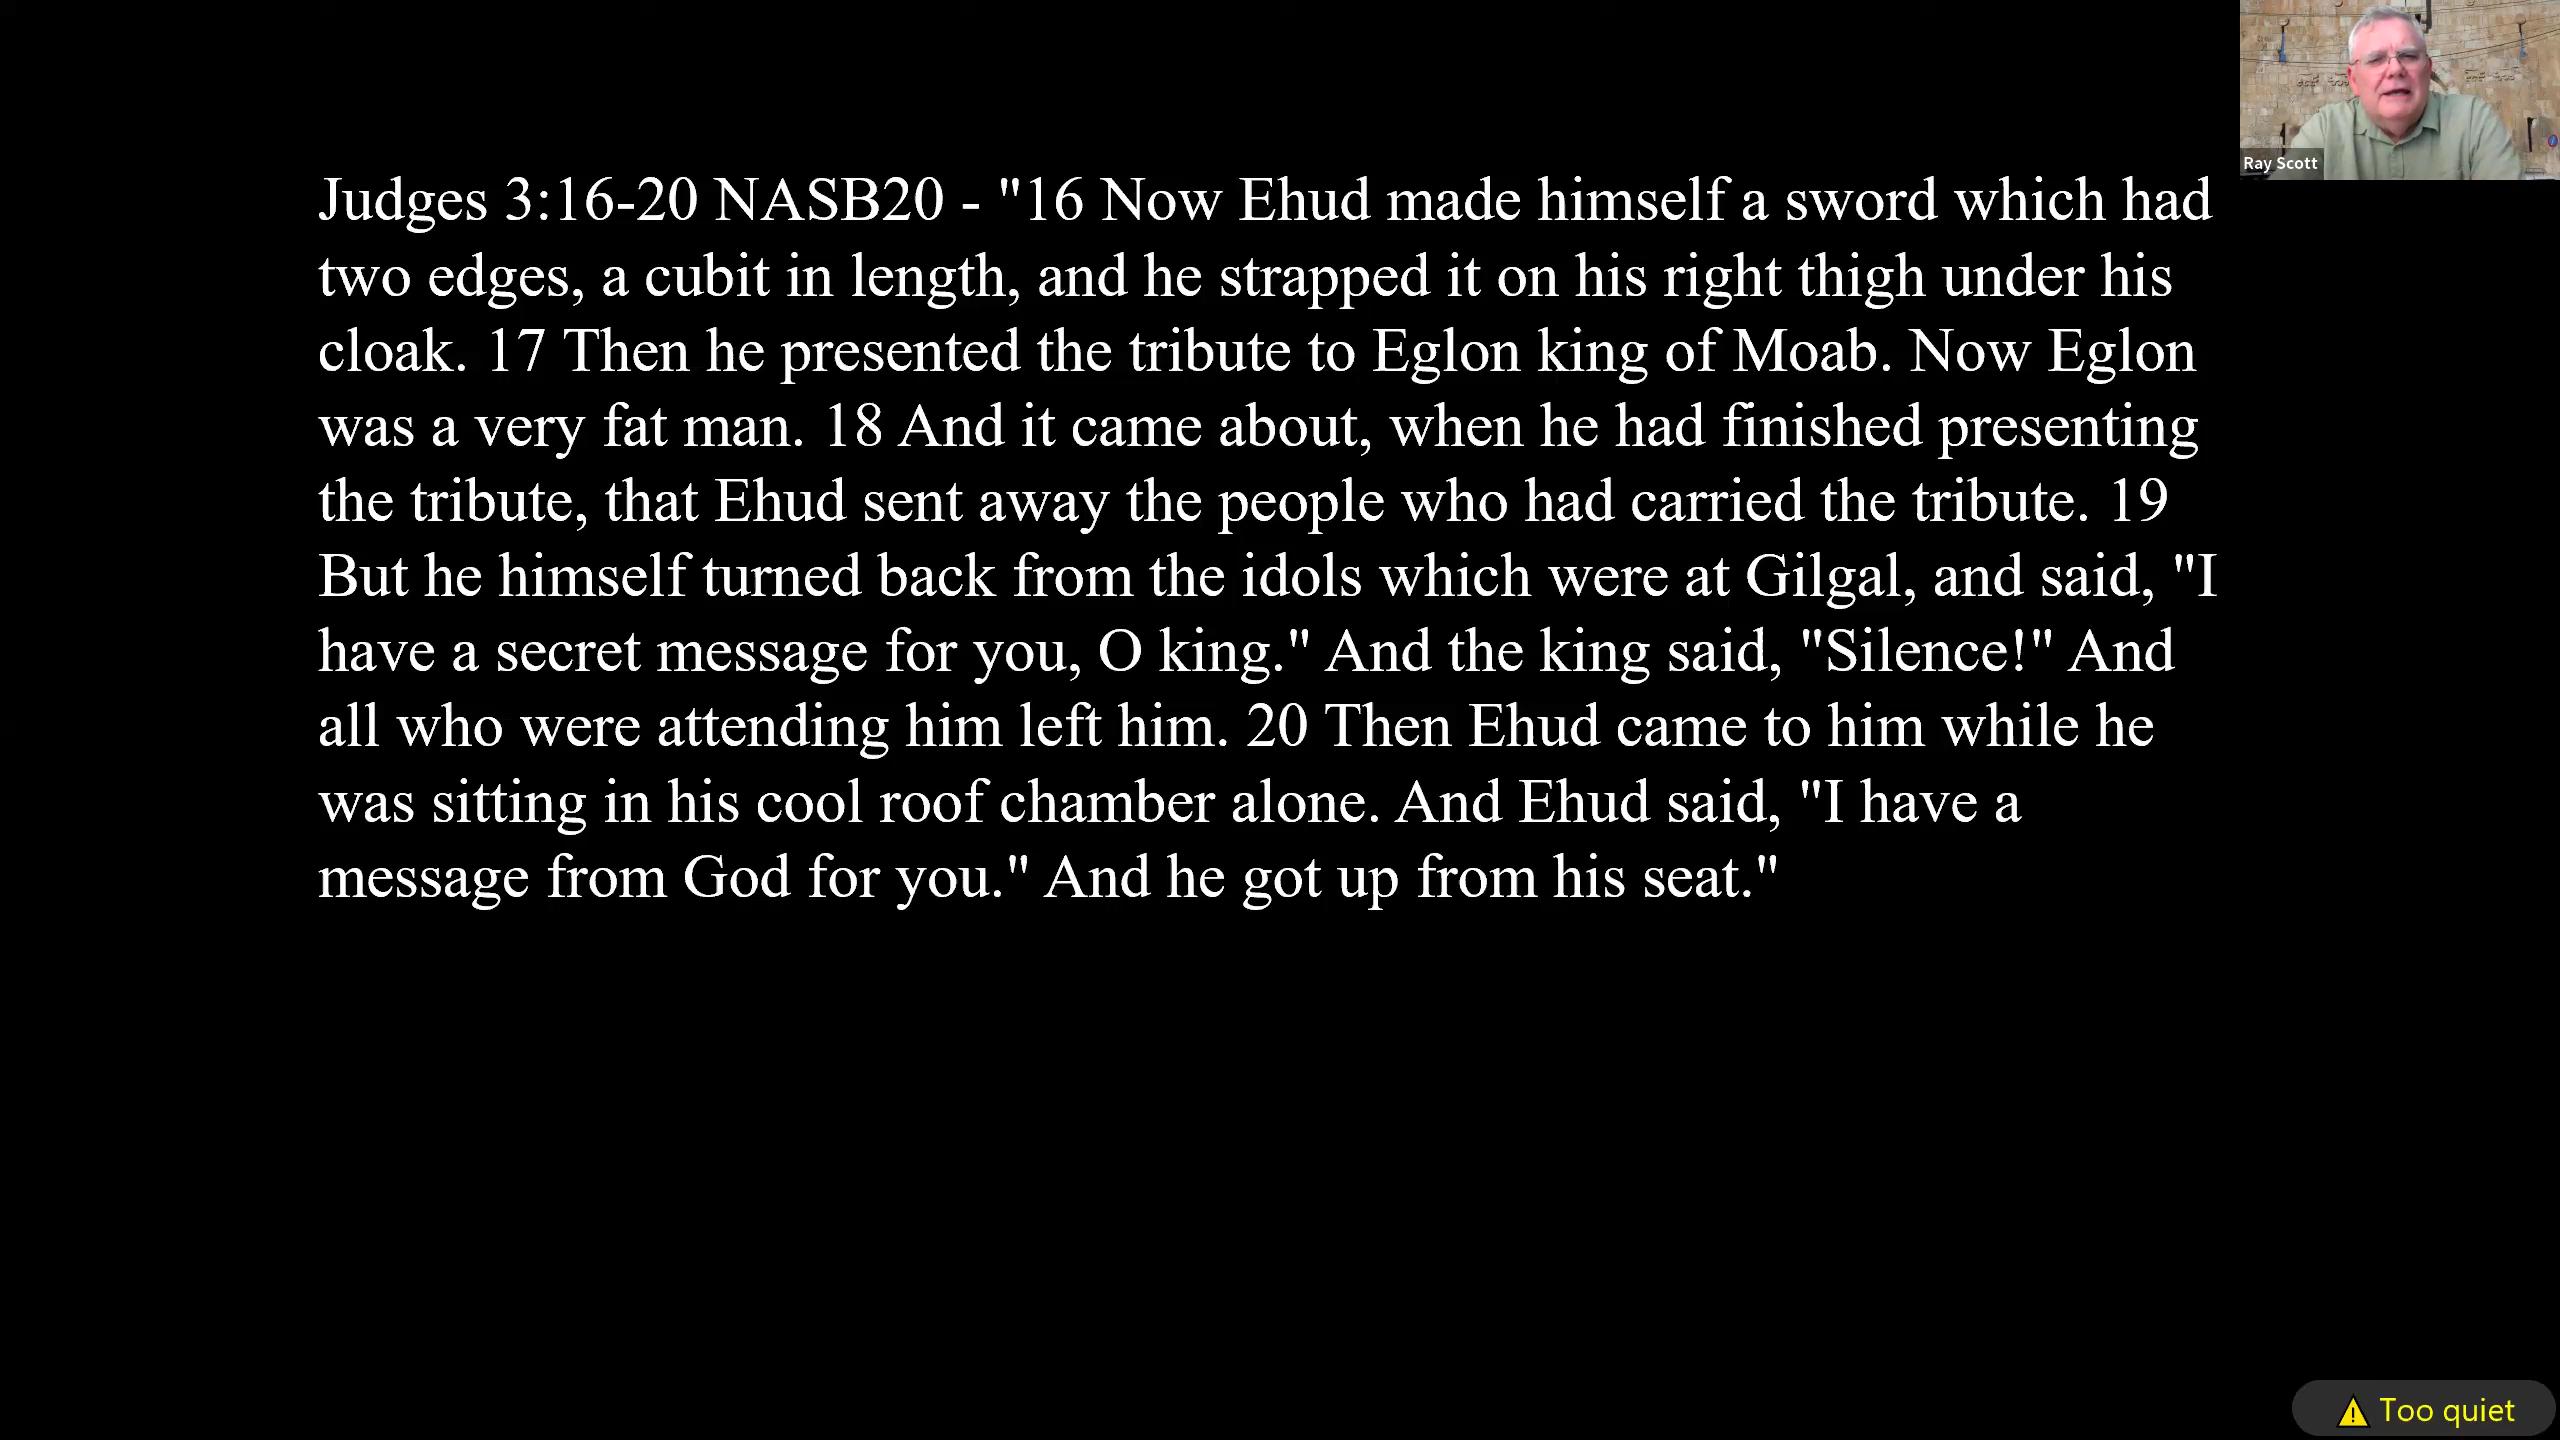 Judges 3:16-20 NASB20 - "16 Now Ehud made himself a sword which had
two edges, a cubit in length, and he strapped it on his right thigh under his
cloak. 17 Then he presented the tribute to Eglon king of Moab. Now Eglon
was a very fat man. 18 And it came about, when he had finished presenting
the tribute, that Ehud sent away the people who had carried the tribute. 19
But he himself turned back from the idols which were at Gilgal, and said, "I
have a secret message for you, O king." And the king said, "Silence!" And
all who were attending him left him. 20 Then Ehud came to him while he
was sitting in his cool roof chamber alone. And Ehud said, "I have a
message from God for you." And he got up from his seat."
Ray Scott
Too quiet